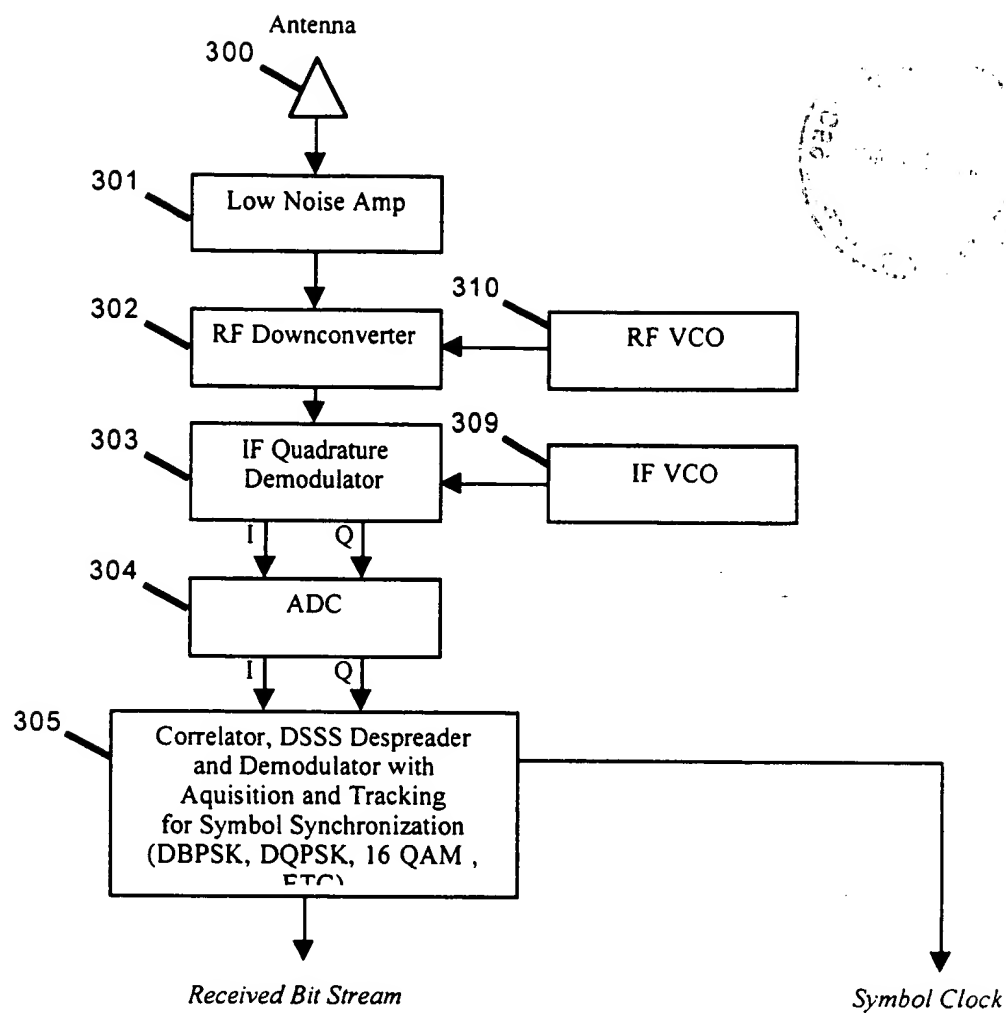 Antenna
300
301
Low Noise Amp
302
310
RF Downconverter
RF VCO
303
309
IF Quadrature
Demodulator
IF VCO
I Q
304
ADC
I Q
305
Correlator, DSSS Despreader
and Demodulator with
Aquisition and Tracking
for Symbol Synchronization
(DBPSK, DQPSK, 16 QAM ,
ETC)
Received Bit Stream
Symbol Clock